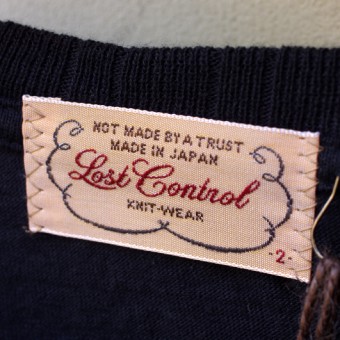 NOT MADE BY A TRUST
MADE IN JAPAN
Lost Control
KNIT-WEAR
-2-